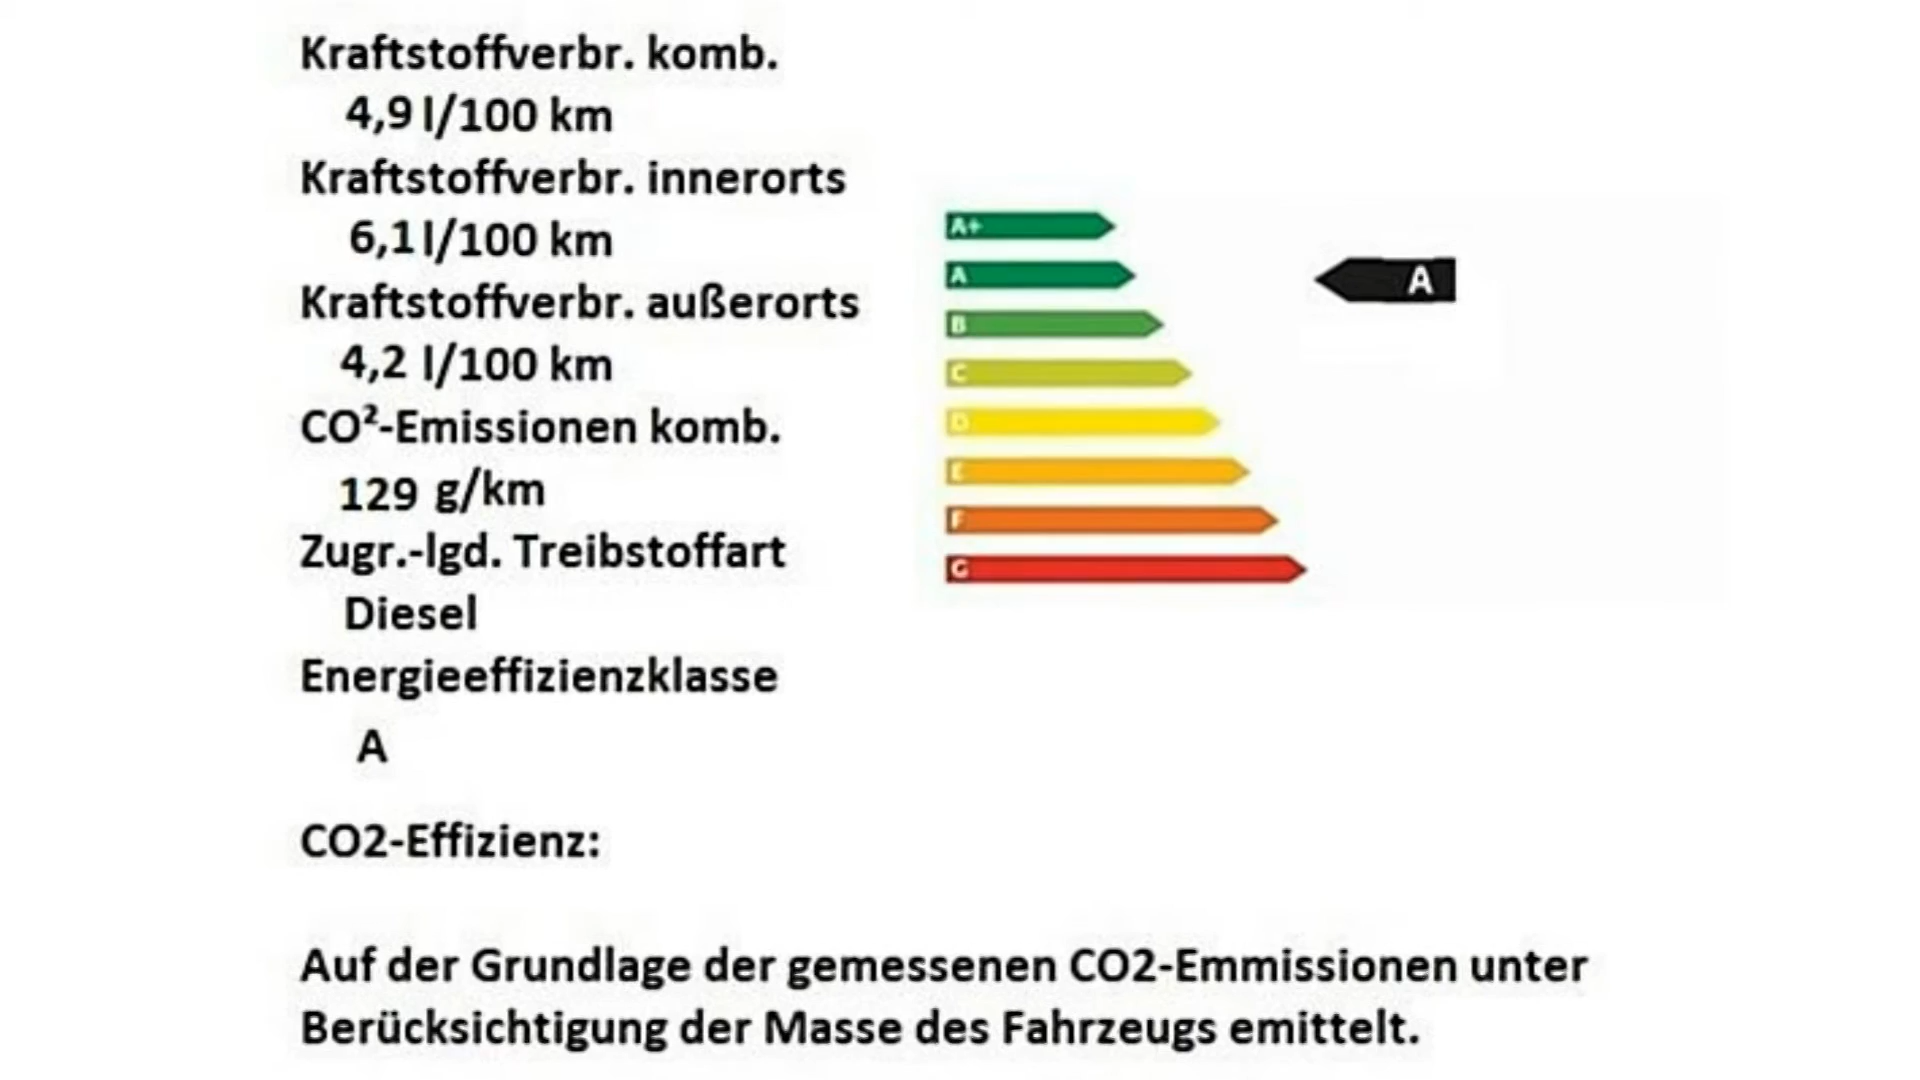 Kraftstoffverbr. komb.
4,9 l/100 km
Kraftstoffverbr. innerorts
6,1 l/100 km
Kraftstoffverbr. außerorts
4,2 l/100 km
CO²-Emissionen komb.
129 g/km
Zugr.-lgd. Treibstoffart
Diesel
Energieeffizienzklasse
A
A+
A
A
B
C
D
E
F
G
CO2-Effizienz:
Auf der Grundlage der gemessenen CO2-Emmissionen unter
Berücksichtigung der Masse des Fahrzeugs emittelt.